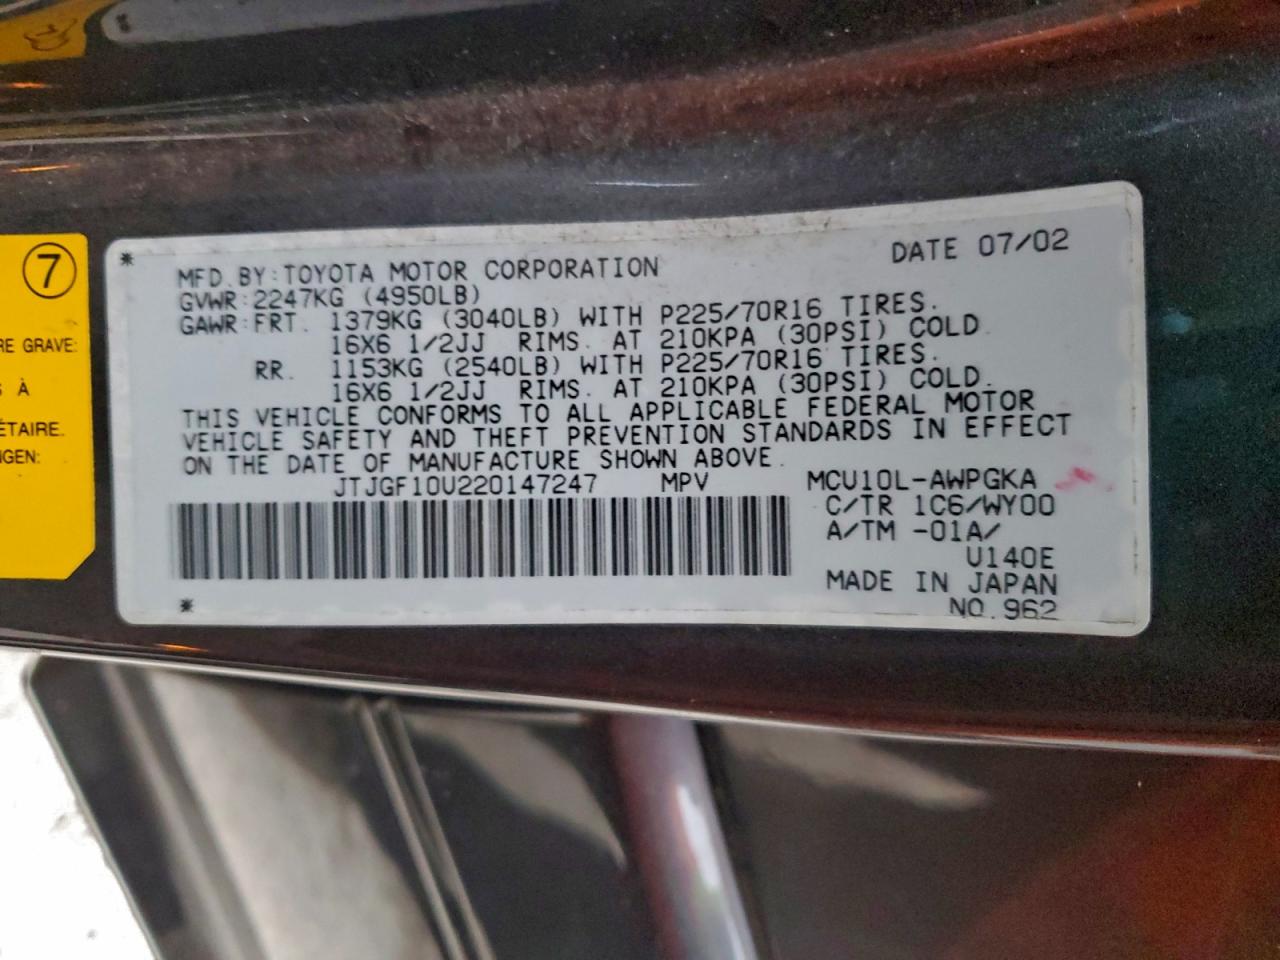 7
RE GRAVE:
S À
ÉTAIRE.
NGEN:
DATE 07/02
MFD.BY:TOYOTA MOTOR CORPORATION
GVWR:2247KG (4950LB)
GAWR:FRT. 1379KG (3040LB) WITH P225/70R16 TIRES.
16X6 1/2JJ RIMS. AT 210KPA (30PSI) COLD
RR. 1153KG (2540LB) WITH P225/70R16 TIRES.
16X6 1/2JJ RIMS. AT 210KPA (30PSI) COLD.
THIS VEHICLE CONFORMS TO ALL APPLICABLE FEDERAL MOTOR
VEHICLE SAFETY AND THEFT PREVENTION STANDARDS IN EFFECT
ON THE DATE OF MANUFACTURE SHOWN ABOVE.
JTJGF10U220147247 MPV MCU10L-AWPGKA
C/TR 1C6/WY00
A/TM -01A/
U140E
MADE IN JAPAN
NO.962